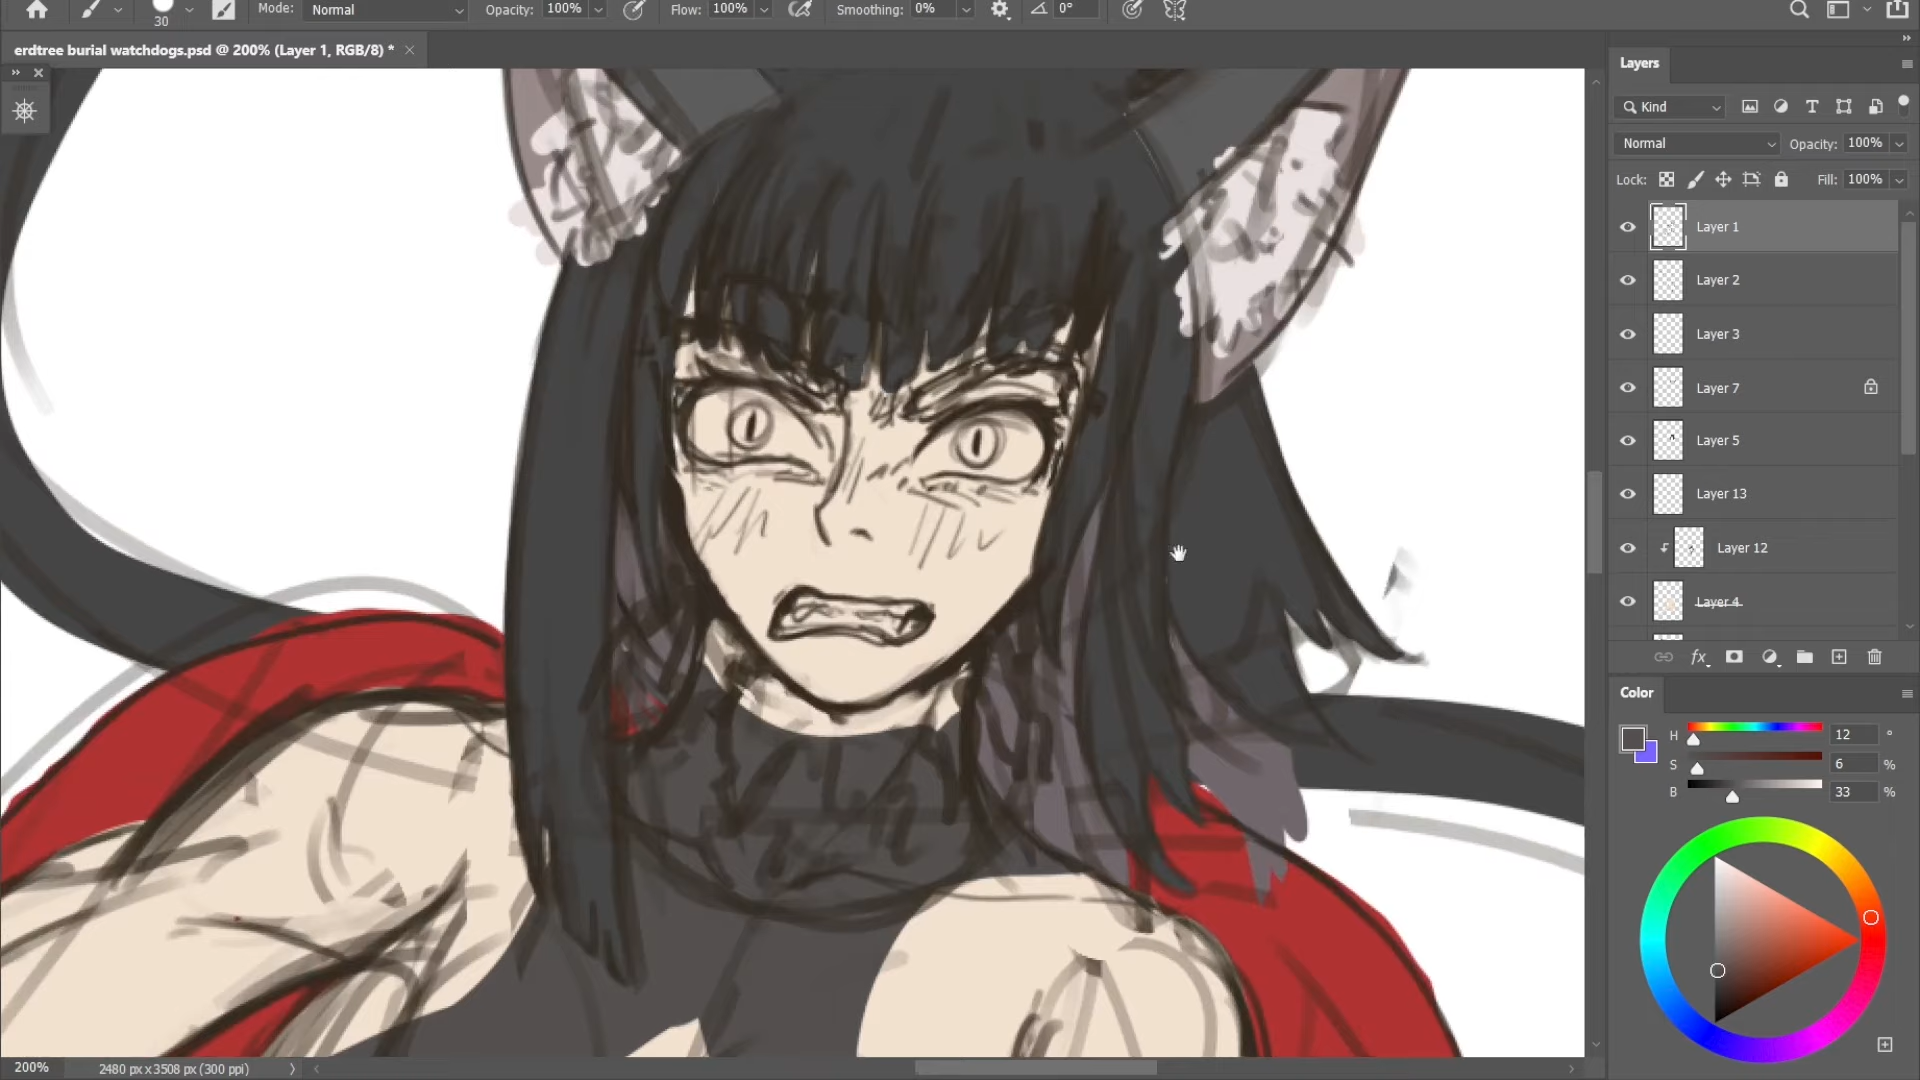 30
Mode: Normal Opacity: 100% Flow: 100% Smoothing: 0% 0°
erdtree burial watchdogs.psd @ 200% (Layer 1, RGB/8) *
Layers
Kind
Normal Opacity: 100%
Lock: Fill: 100%
Layer 1
Layer 2
Layer 3
Layer 7
Layer 5
Layer 13
Layer 12
Layer 4
fx
Color
H 12 °
S 6 %
B 33 %
200% 2480 px x 3508 px (300 ppi)